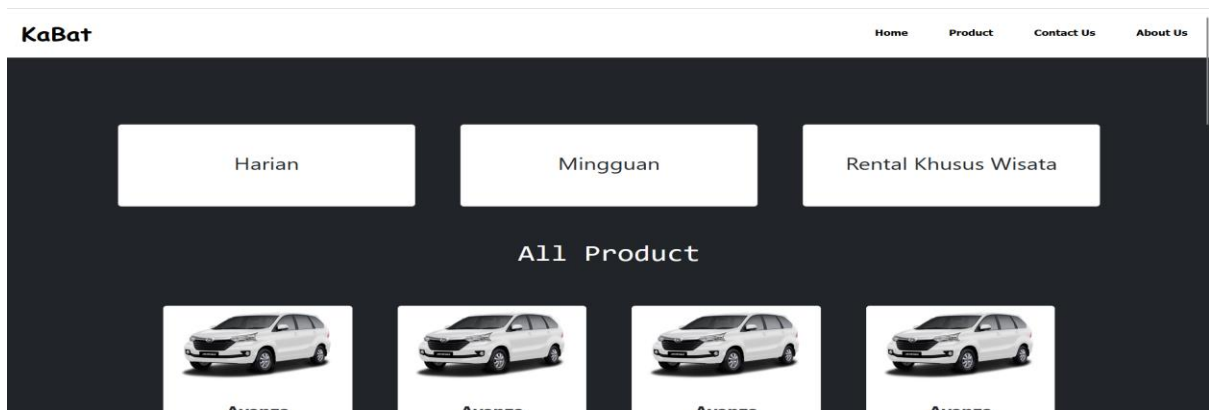 KaBat
Home Product Contact Us About Us
Harian
Mingguan
Rental Khusus Wisata
All Product